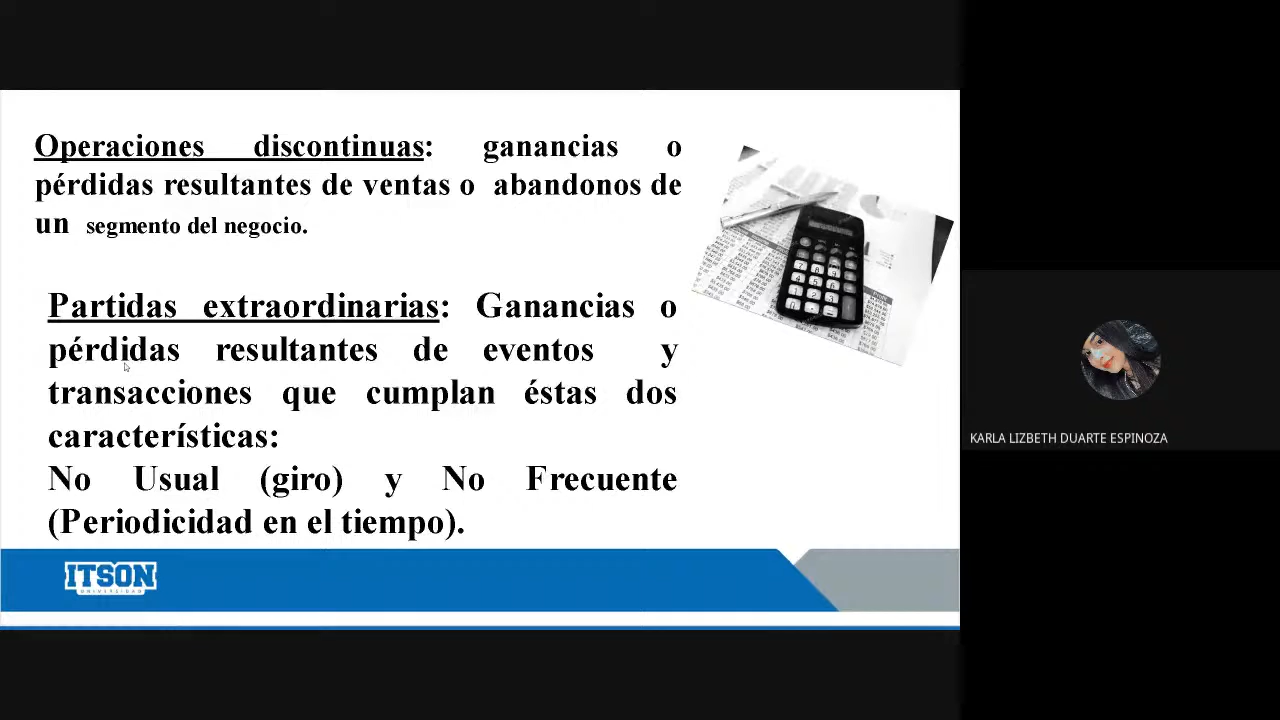 Operaciones discontinuas: ganancias o
pérdidas resultantes de ventas o abandonos de
un segmento del negocio.
Partidas extraordinarias: Ganancias o
pérdidas resultantes de eventos y
transacciones que cumplan éstas dos
características:
No Usual (giro) y No Frecuente
(Periodicidad en el tiempo).
ITSON
UNIVERSIDAD
KARLA LIZBETH DUARTE ESPINOZA